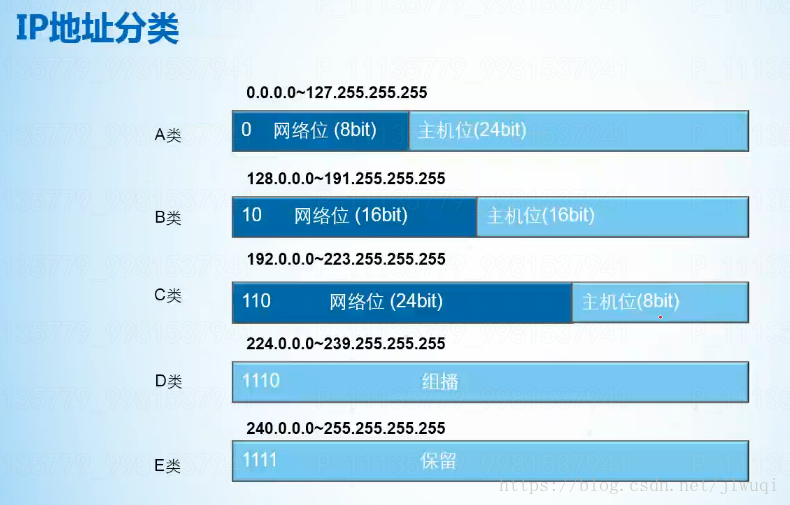 IP地址分类
0.0.0.0~127.255.255.255
A类 0 网络位 (8bit) 主机位(24bit)
128.0.0.0~191.255.255.255
B类 10 网络位 (16bit) 主机位(16bit)
192.0.0.0~223.255.255.255
C类 110 网络位 (24bit) 主机位(8bit)
224.0.0.0~239.255.255.255
D类 1110 组播
240.0.0.0~255.255.255.255
E类 1111 保留
https://blog.csdn.net/jiwuqi